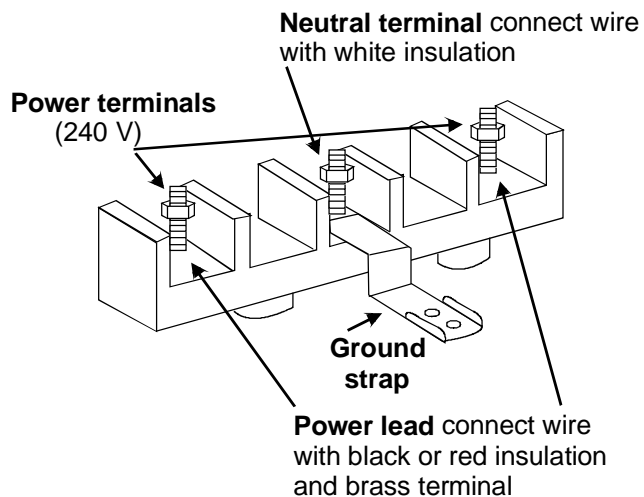 Neutral terminal connect wire
with white insulation
Power terminals
(240 V)
Ground
strap
Power lead connect wire
with black or red insulation
and brass terminal